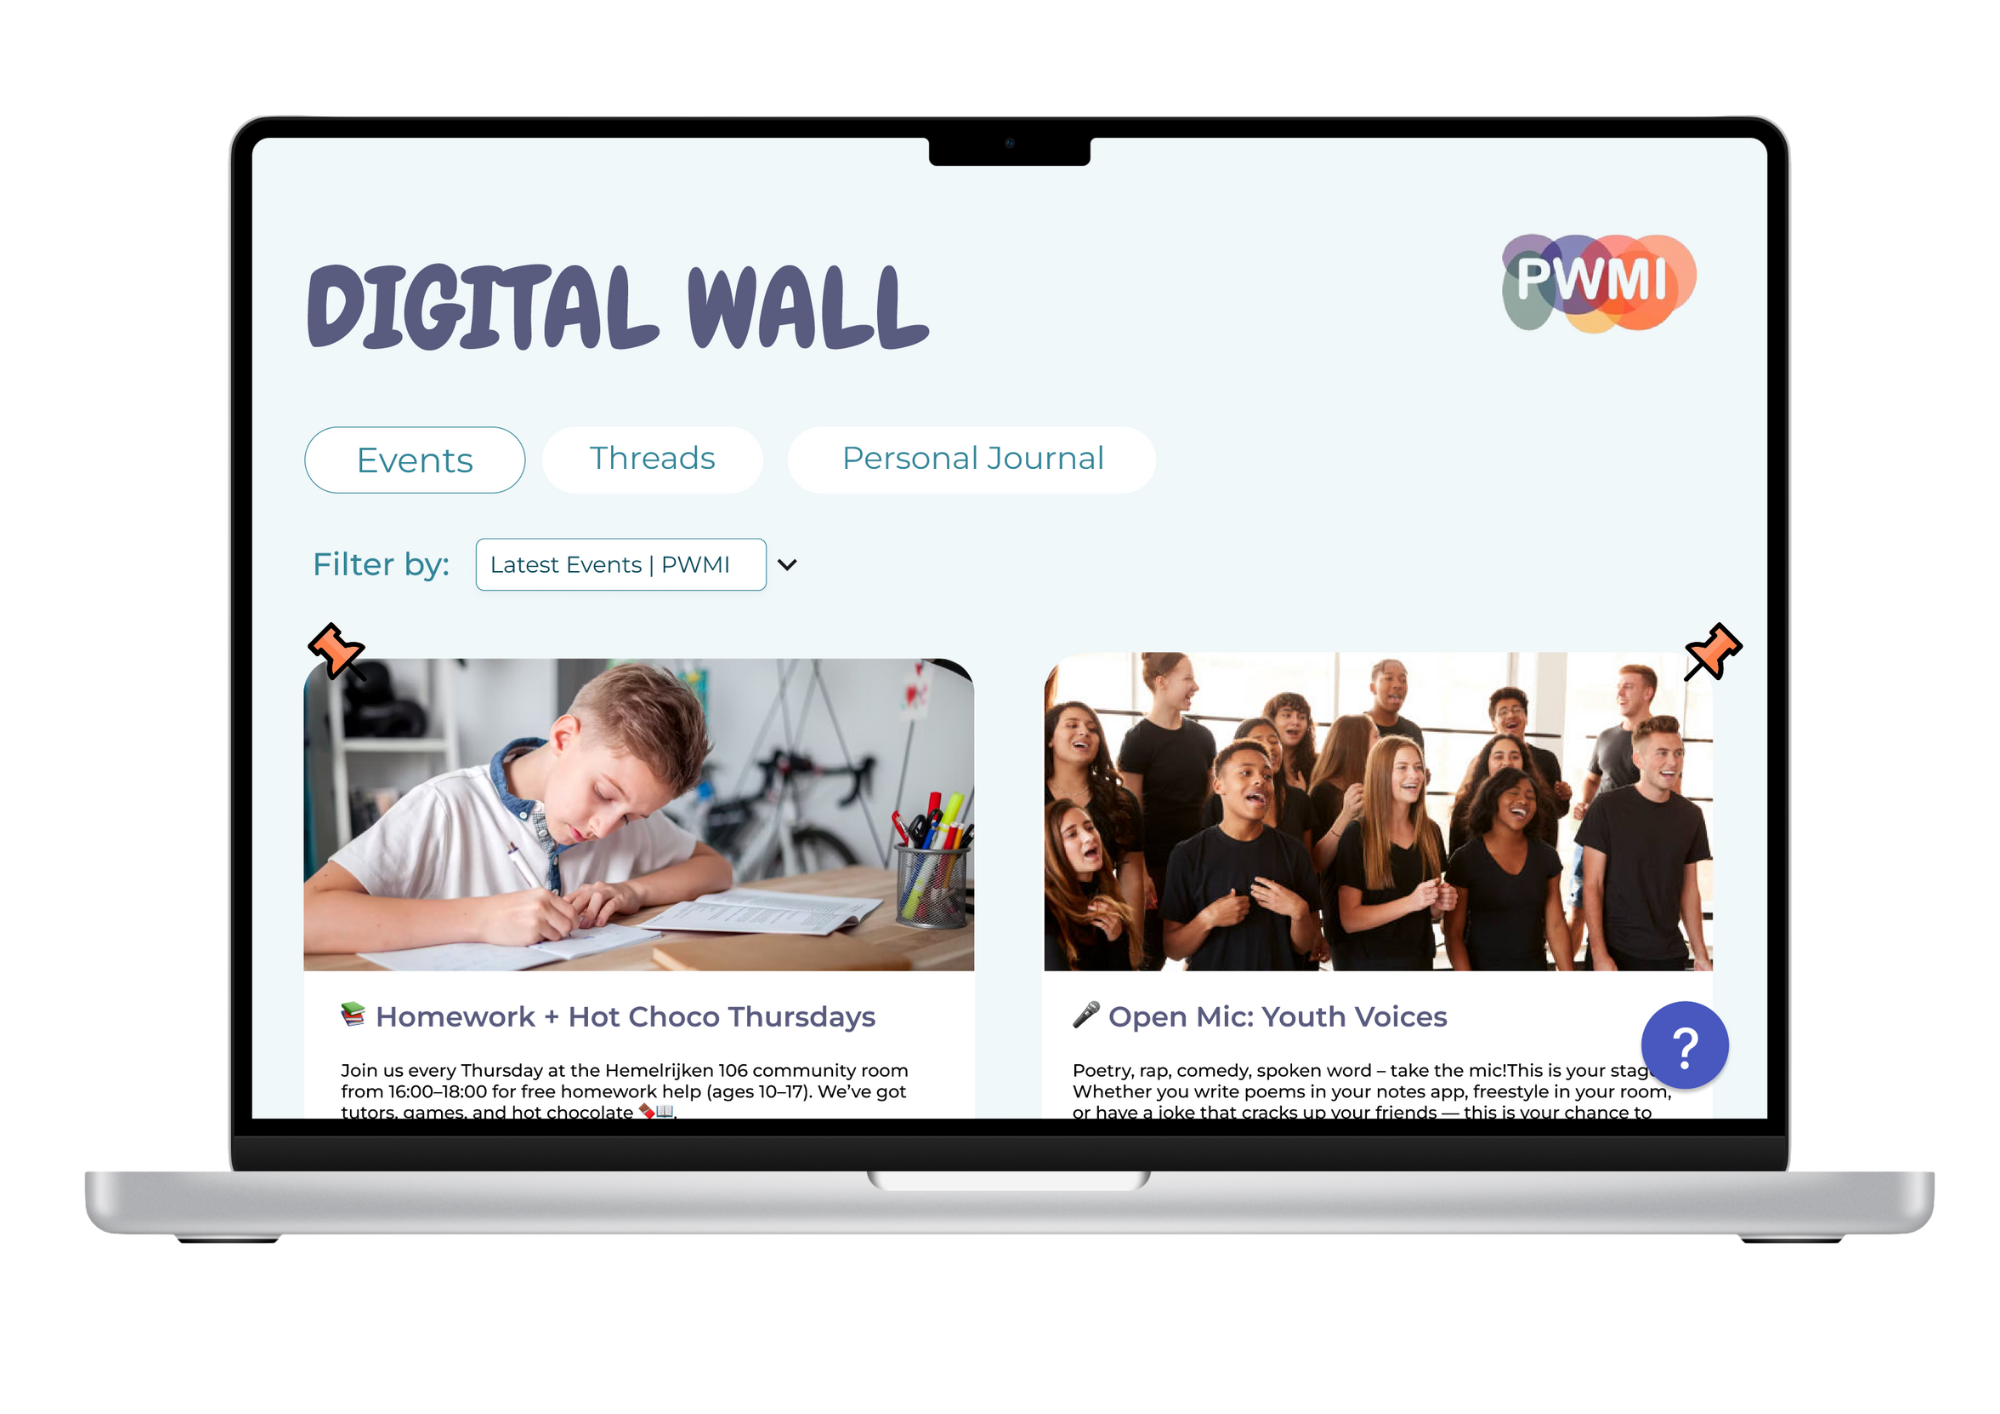 DIGITAL WALL
PWMI
Events
Threads
Personal Journal
Filter by:
Latest Events | PWMI
📚 Homework + Hot Choco Thursdays
Join us every Thursday at the Hemelrijken 106 community room
from 16:00–18:00 for free homework help (ages 10–17). We’ve got
tutors, games, and hot chocolate 🍫📖.
🎤 Open Mic: Youth Voices
Poetry, rap, comedy, spoken word – take the mic!This is your stag
Whether you write poems in your notes app, freestyle in your room,
or have a joke that cracks up your friends — this is your chance to
?